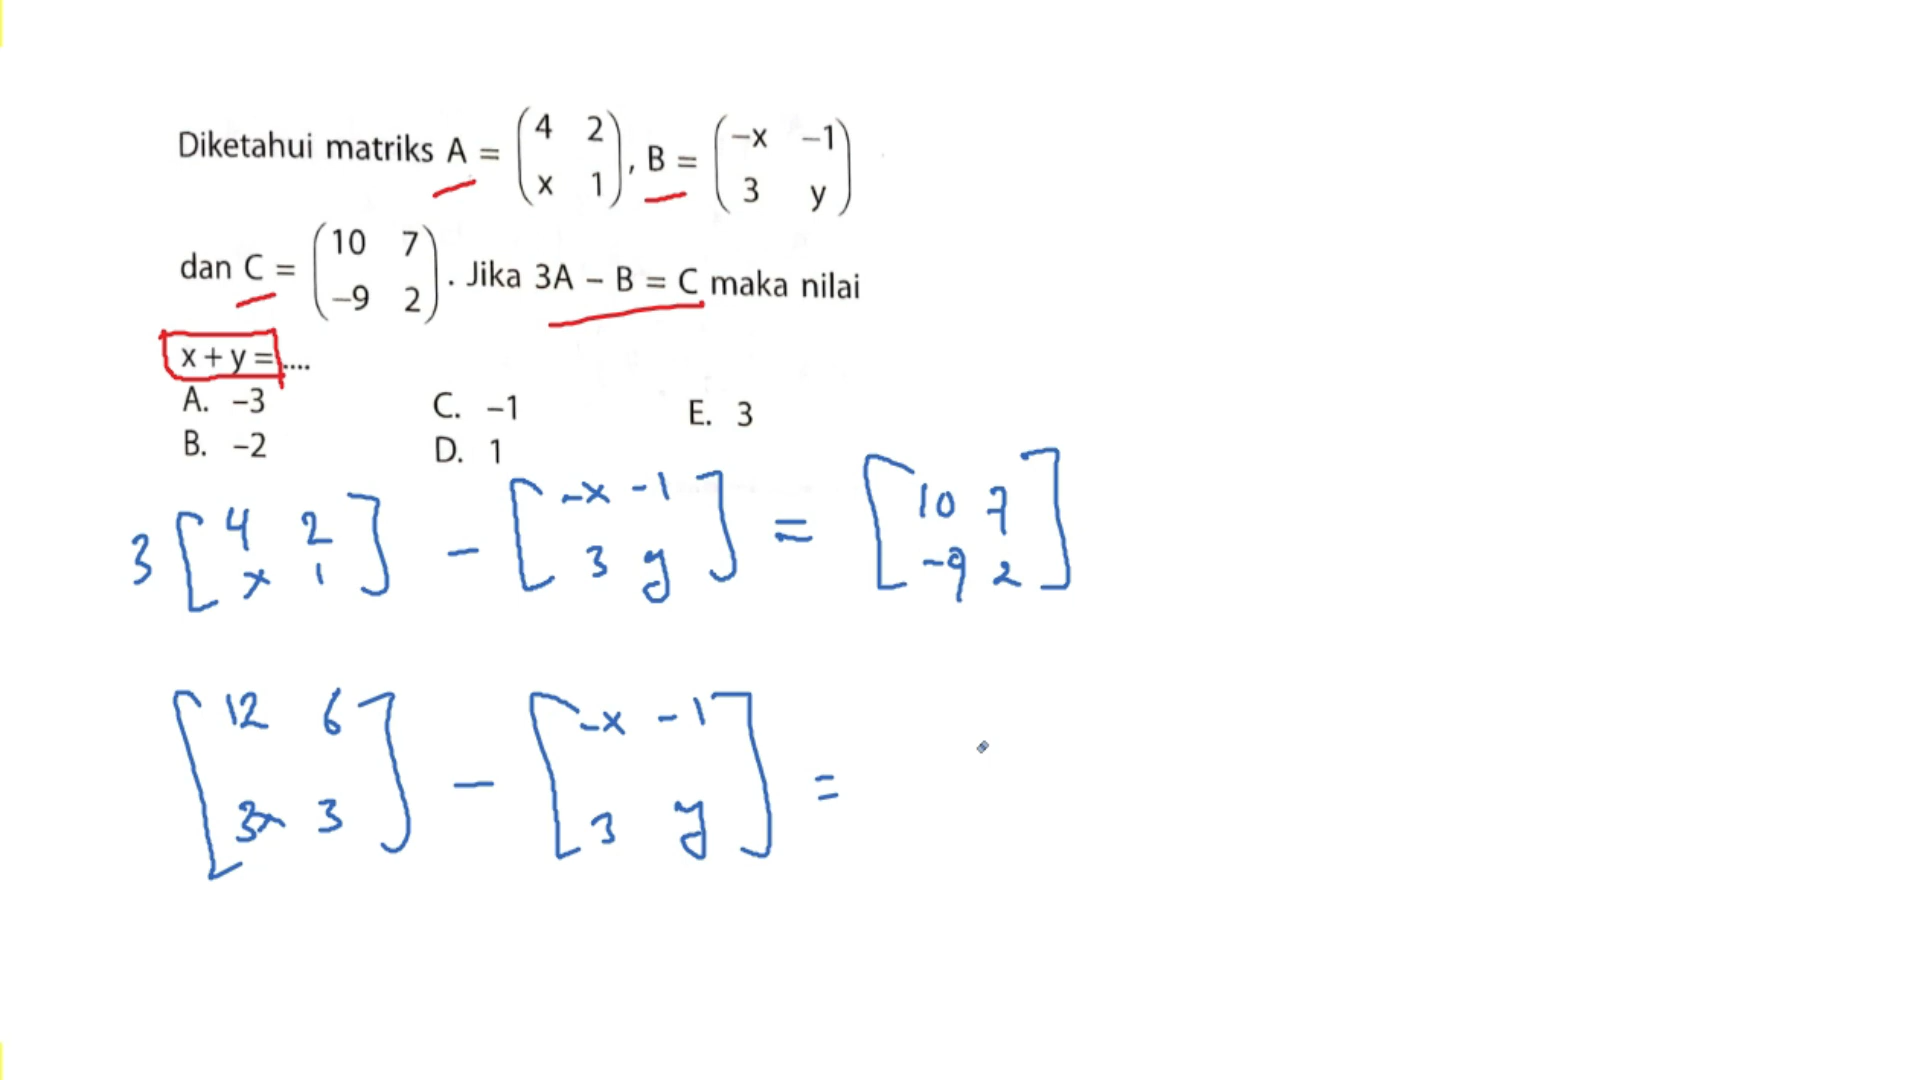 Diketahui matriks A = (4 2 x 1), B = (–x –1 3 y)
dan C = (10 7 –9 2). Jika 3A – B = C maka nilai
x + y = ....
A. –3 C. –1 E. 3
B. –2 D. 1
3 [4 2 x 1] - [-x -1 3 y] = [10 7 -9 2]
[12 6 3x 3] - [-x -1 3 y] =